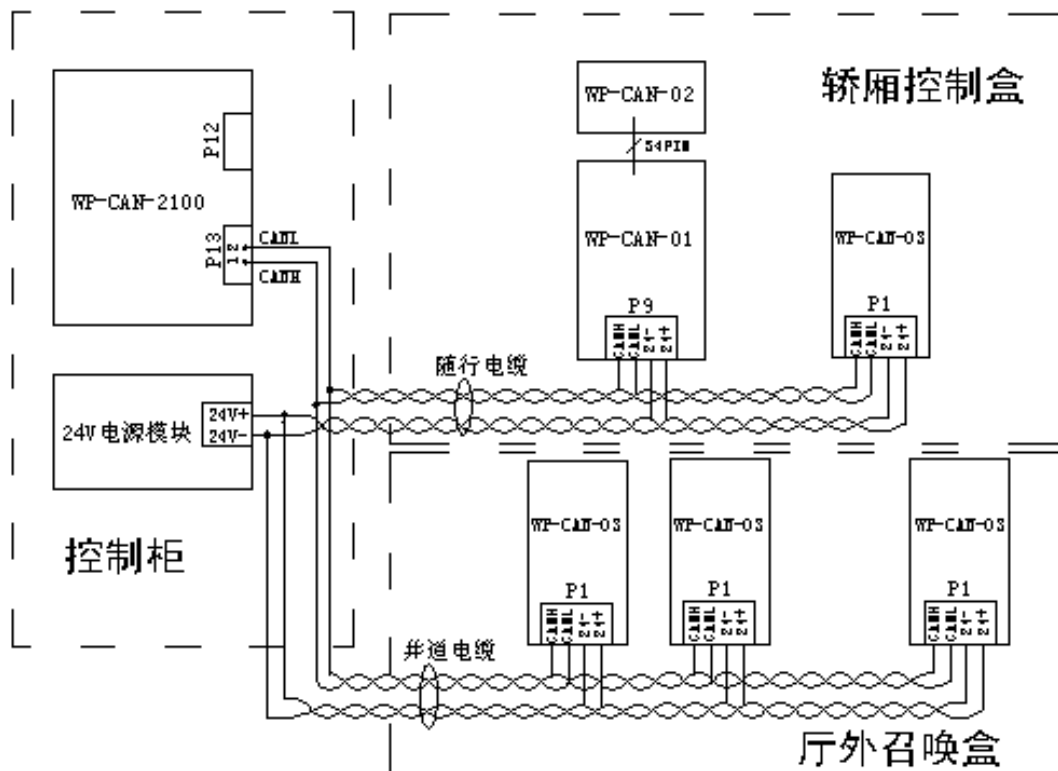 WP-CAN-02
轿厢控制盒
P12
34PIN
WP-CAN-2100
WP-CAN-01
WP-CAN-03
P13
2
1
CANL
CANH
P9
CANH
CANL
24-
24+
P1
CANH
CANL
24-
24+
随行电缆
24V电源模块
24V+
24V-
WP-CAN-03
WP-CAN-03
WP-CAN-03
控制柜
P1
CANH
CANL
24-
24+
P1
CANH
CANL
24-
24+
P1
CANH
CANL
24-
24+
井道电缆
厅外召唤盒